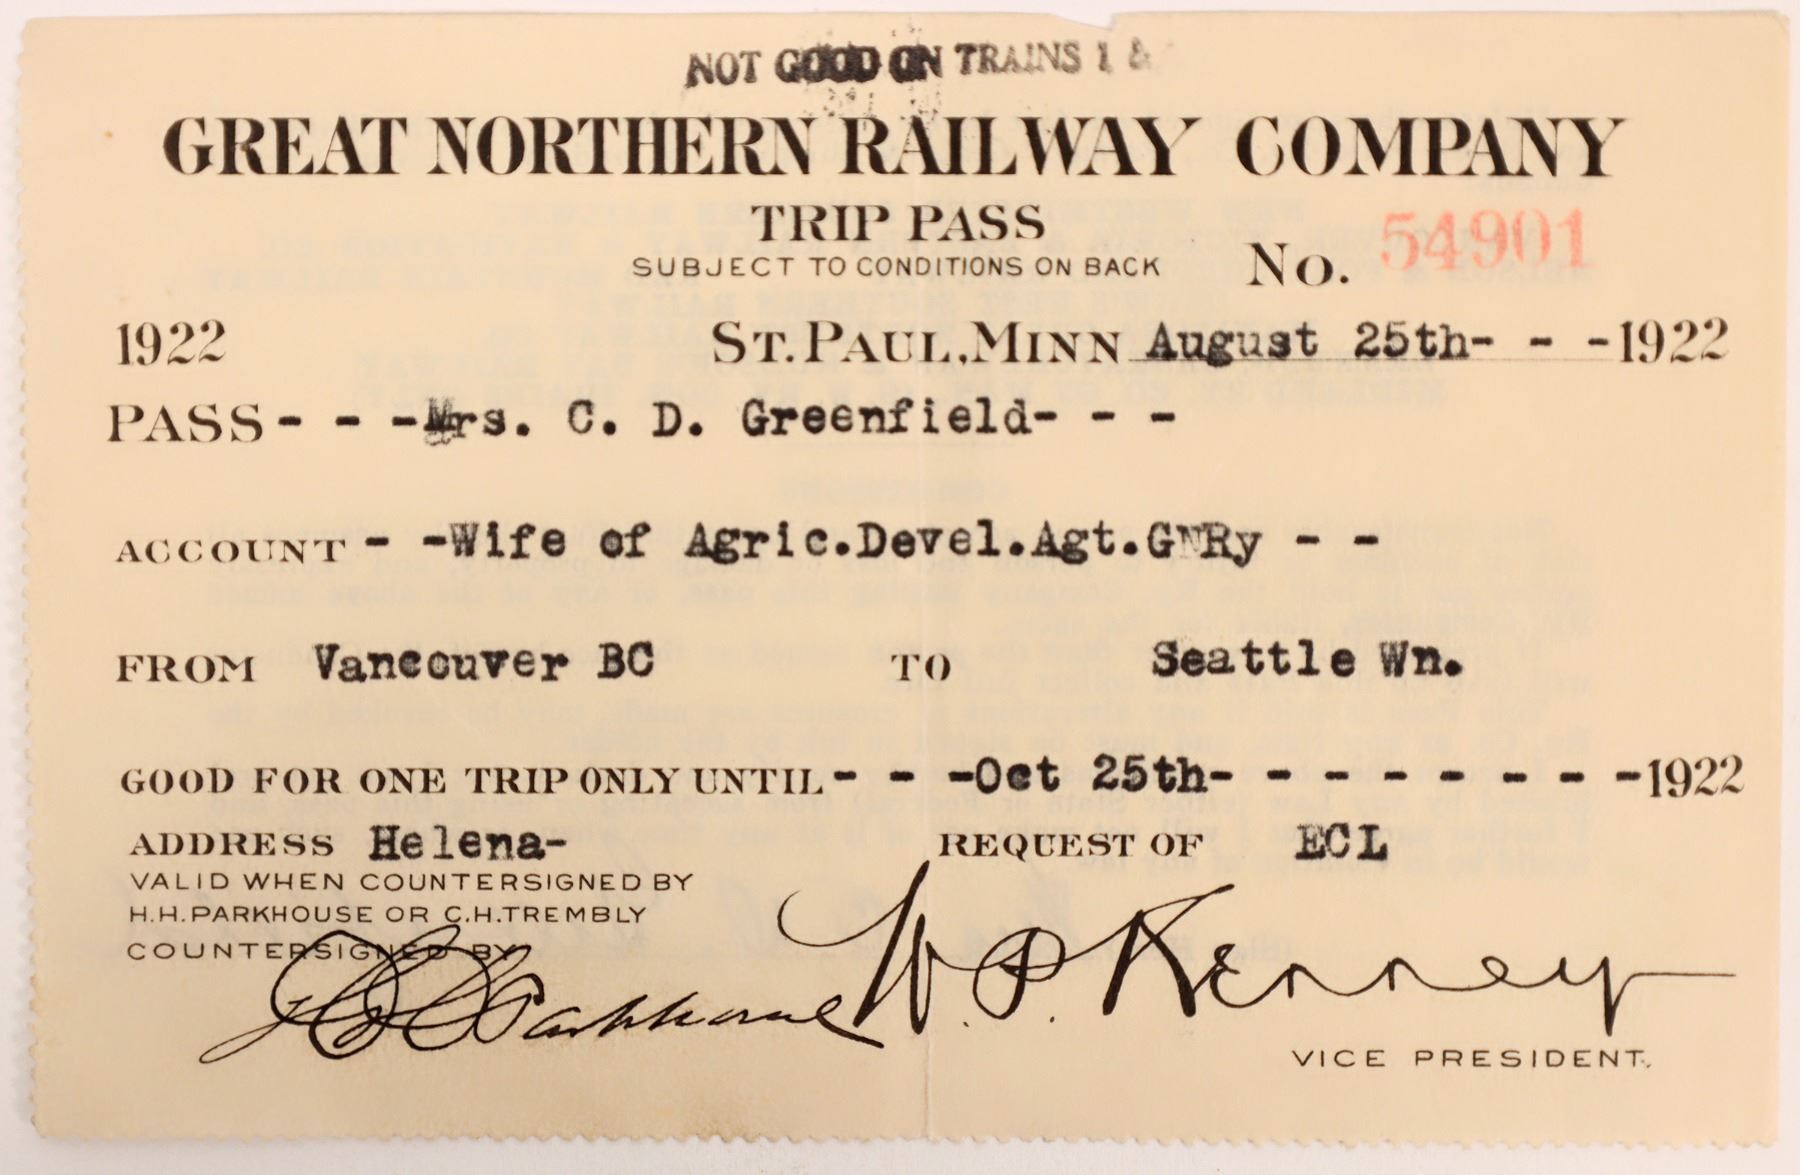 NOT GOOD ON TRAINS 1 &
GREAT NORTHERN RAILWAY COMPANY
TRIP PASS
SUBJECT TO CONDITIONS ON BACK
No. 54901
1922 ST. PAUL, MINN August 25th- - - 1922
PASS - - -Mrs. C. D. Greenfield- - -
ACCOUNT - -Wife of Agric.Devel.Agt.GNRy - -
FROM Vancouver BC TO Seattle Wn.
GOOD FOR ONE TRIP ONLY UNTIL - - -Oct 25th- - - - - - - -1922
ADDRESS Helena- REQUEST OF ECL
VALID WHEN COUNTERSIGNED BY
H.H. PARKHOUSE OR C.H. TREMBLY
COUNTERSIGNED BY
H H Parkhouse W. P. Kenney
VICE PRESIDENT.